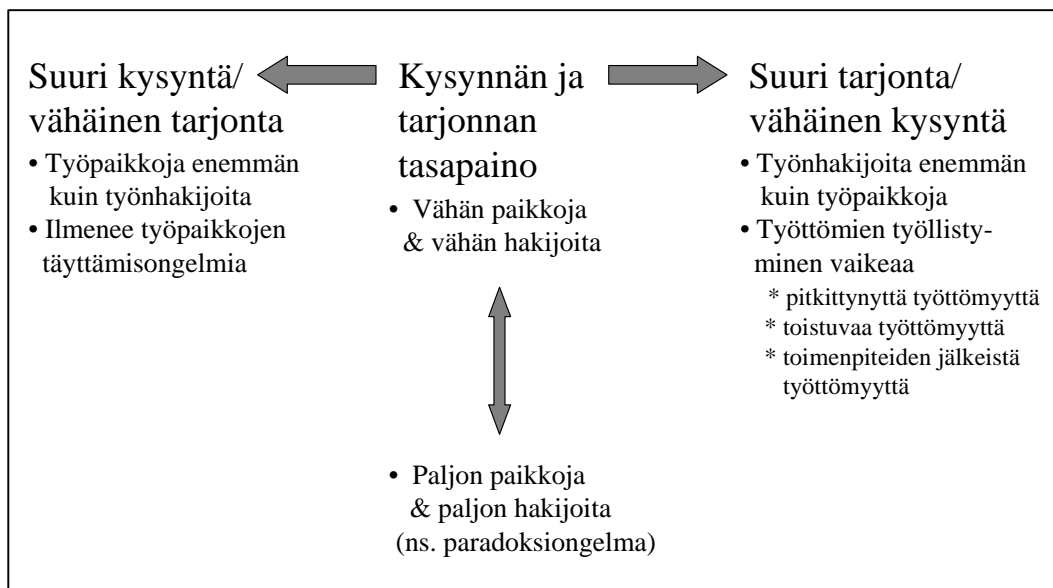 Suuri kysyntä/
vähäinen tarjonta
• Työpaikkoja enemmän
kuin työnhakijoita
• Ilmenee työpaikkojen
täyttämisongelmia
Kysynnän ja
tarjonnan
tasapaino
• Vähän paikkoja
& vähän hakijoita
• Paljon paikkoja
& paljon hakijoita
(ns. paradoksiongelma)
Suuri tarjonta/
vähäinen kysyntä
• Työnhakijoita enemmän
kuin työpaikkoja
• Työttömien työllisty-
minen vaikeaa
* pitkittynyttä työttömyyttä
* toistuvaa työttömyyttä
* toimenpiteiden jälkeistä
työttömyyttä